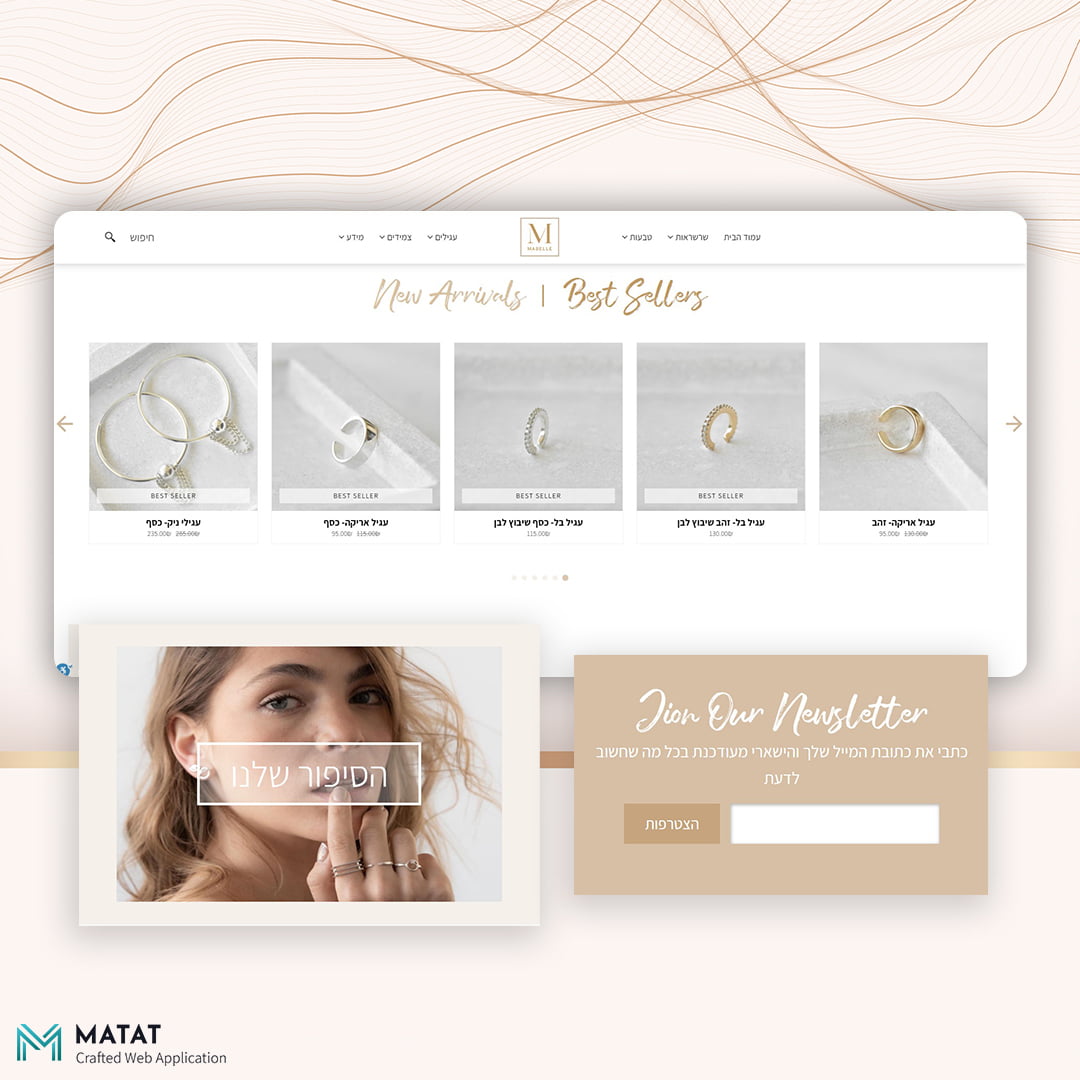 עמוד הבית
שרשראות
טבעות
M
MABELLE
עגילים
צמידים
מידע
חיפוש
New Arrivals | Best Sellers
BEST SELLER
BEST SELLER
BEST SELLER
BEST SELLER
עגיל אריקה- זהב
95.00₪ 130.00₪
עגיל בל- זהב שיבוץ לבן
130.00₪
עגיל בל- כסף שיבוץ לבן
115.00₪
עגיל אריקה- כסף
95.00₪ 115.00₪
עגילי ניק- כסף
235.00₪ 265.00₪
הסיפור שלנו
Jion Our Newsletter
כתבי את כתובת המייל שלך והישארי מעודכנת בכל מה שחשוב
לדעת
הצטרפות
MATAT
Crafted Web Application